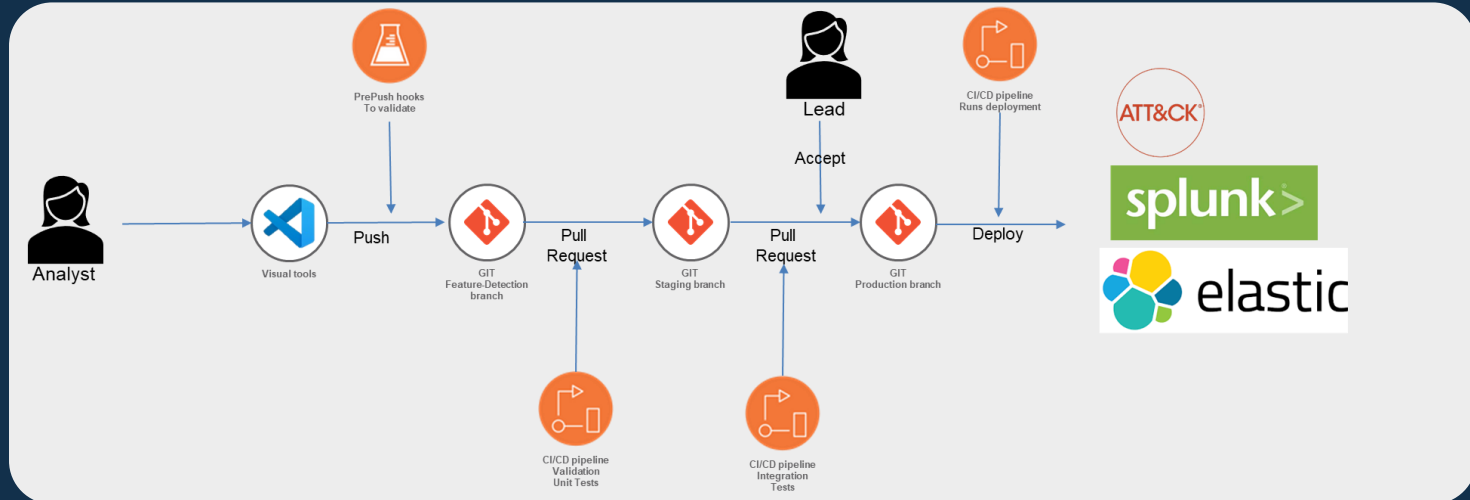 PrePush hooks
To validate
Lead
CI/CD pipeline
Runs deployment
ATT&CK®
Accept
splunk>
Analyst
Visual tools
Push
GIT
Feature-Detection
branch
Pull
Request
GIT
Staging branch
Pull
Request
GIT
Production branch
Deploy
elastic
CI/CD pipeline
Validation
Unit Tests
CI/CD pipeline
Integration
Tests